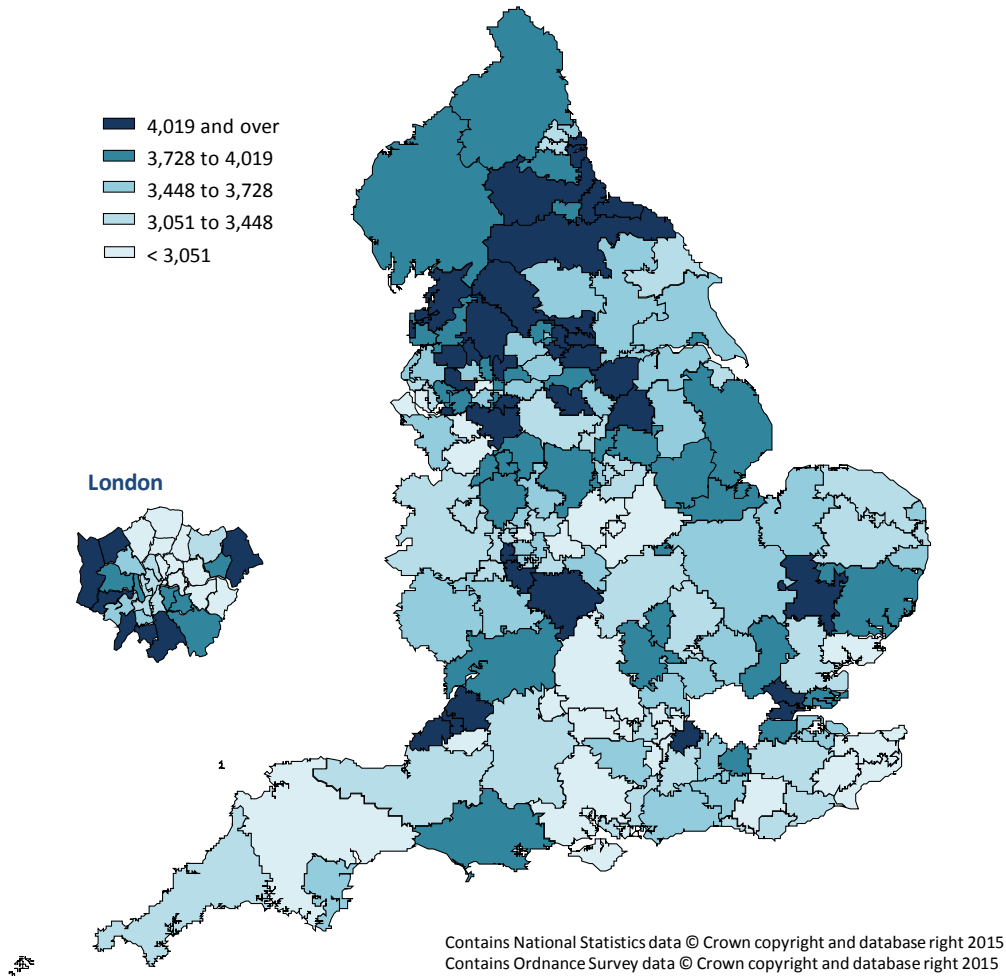 4,019 and over
3,728 to 4,019
3,448 to 3,728
3,051 to 3,448
< 3,051
London
1
Contains National Statistics data © Crown copyright and database right 2015
Contains Ordnance Survey data © Crown copyright and database right 2015